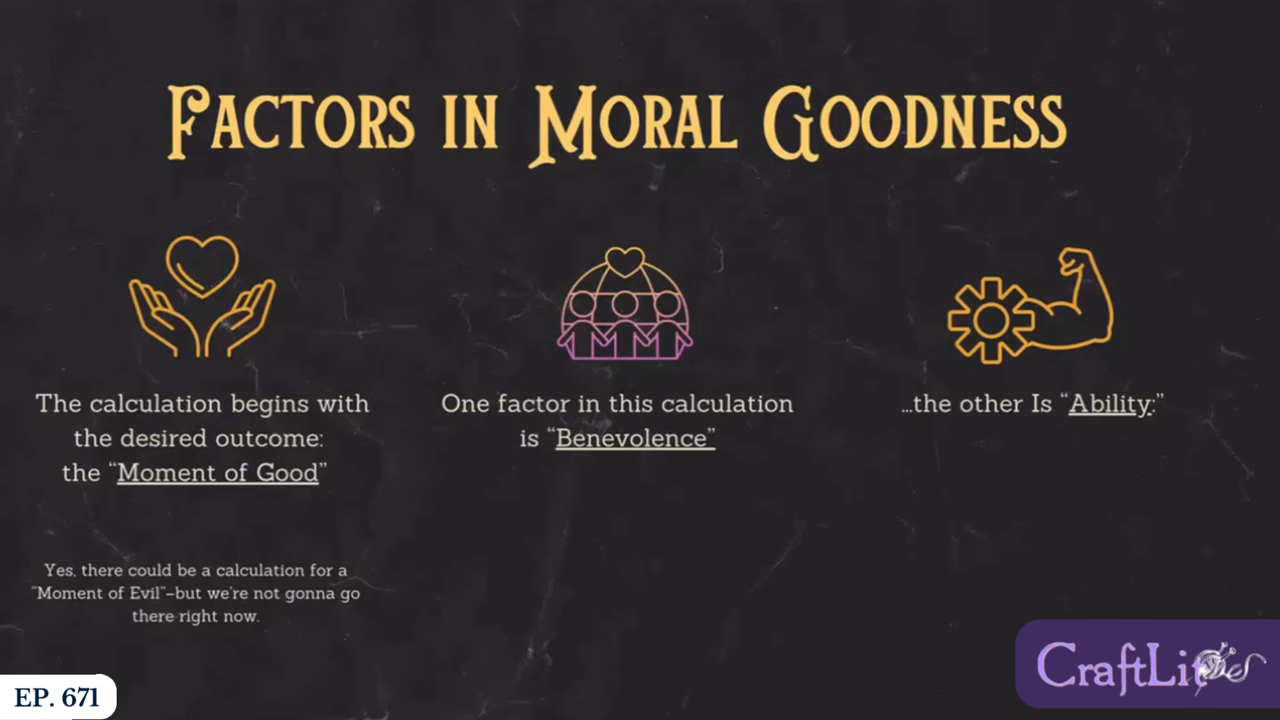 Factors in Moral Goodness
The calculation begins with
the desired outcome:
the “Moment of Good”
One factor in this calculation
is “Benevolence”
...the other Is “Ability:”
Yes, there could be a calculation for a
“Moment of Evil”–but we're not gonna go
there right now.
EP. 671
CraftLit